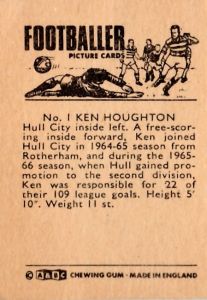 FOOTBALLER
PICTURE CARDS
No. 1 KEN HOUGHTON
Hull City inside left. A free-scor-
ing inside forward, Ken joined
Hull City in 1964-65 season from
Rotherham, and during the 1965-
66 season, when Hull gained pro-
motion to the second division,
Ken was responsible for 22 of
their 109 league goals. Height 5'
10". Weight 11 st.
© A&BC CHEWING GUM - MADE IN ENGLAND